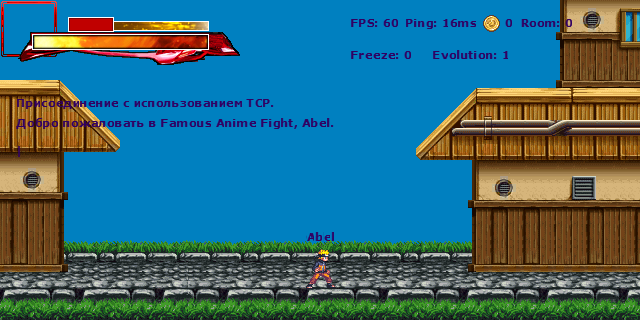 FPS: 60 Ping: 16ms 0 Room: 0
Freeze: 0 Evolution: 1
Присоединение с использованием TCP.
Добро пожаловать в Famous Anime Fight, Abel.
Abel